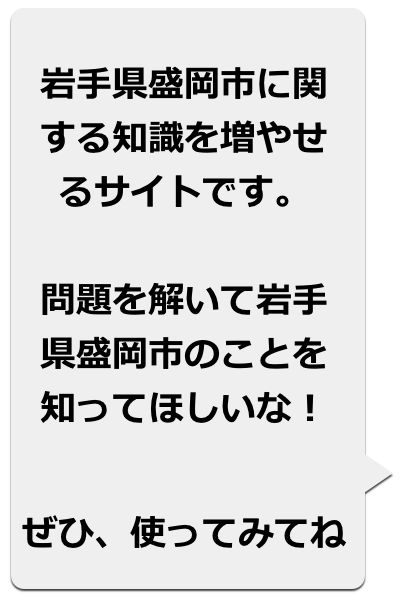 岩手県盛岡市に関
する知識を増やせ
るサイトです。
問題を解いて岩手
県盛岡市のことを
知ってほしいな！
ぜひ、使ってみてね